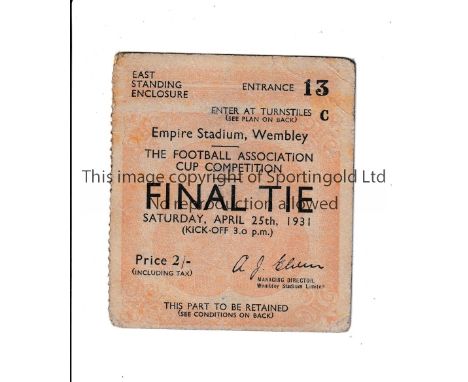 EAST
STANDING
ENCLOSURE
ENTRANCE 13
C
ENTER AT TURNSTILES
(SEE PLAN ON BACK)
Empire Stadium, Wembley
THE FOOTBALL ASSOCIATION
CUP COMPETITION
This image copyright of Sportingold Ltd
FINAL TIE
No reproduction allowed
SATURDAY, APRIL 25th, 1931
(KICK-OFF 3.0 p.m.)
Price 2/-
(INCLUDING TAX)
A. J. Elvin
MANAGING DIRECTOR
Wembley Stadium Limited
THIS PART TO BE RETAINED
(SEE CONDITIONS ON BACK)